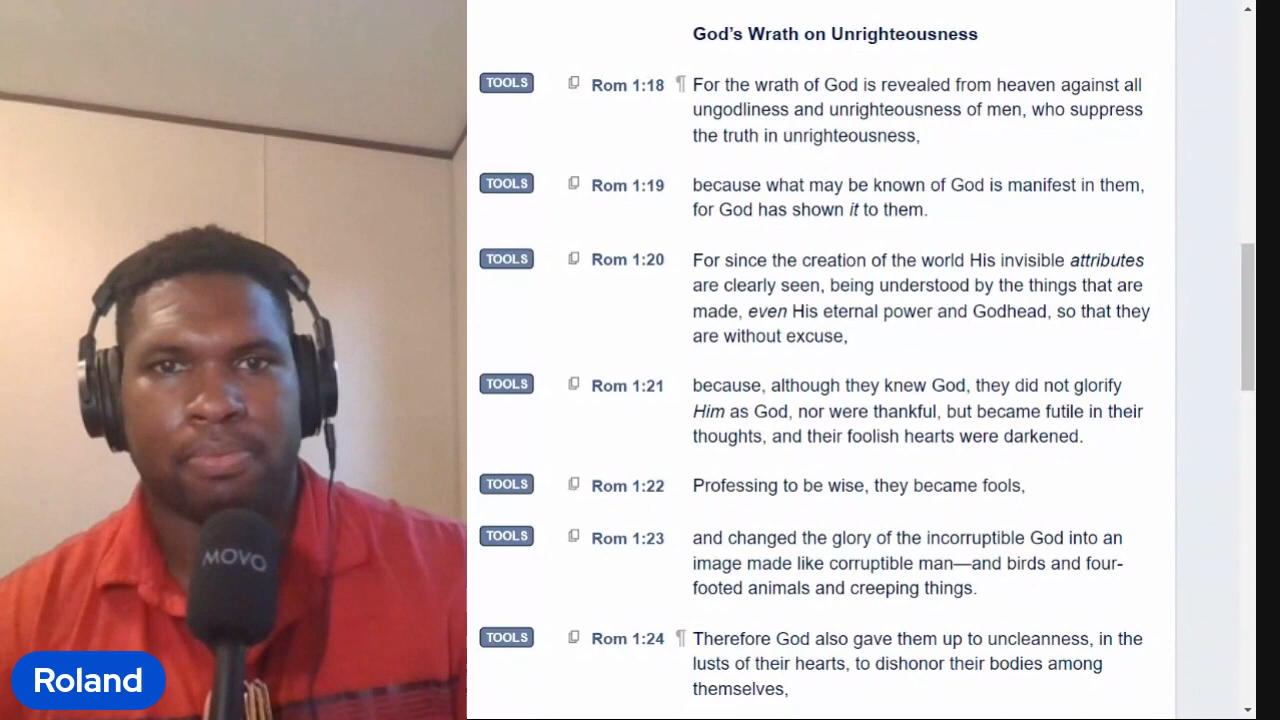 God’s Wrath on Unrighteousness
TOOLS Rom 1:18 ¶ For the wrath of God is revealed from heaven against all
ungodliness and unrighteousness of men, who suppress
the truth in unrighteousness,
TOOLS Rom 1:19 because what may be known of God is manifest in them,
for God has shown it to them.
TOOLS Rom 1:20 For since the creation of the world His invisible attributes
are clearly seen, being understood by the things that are
made, even His eternal power and Godhead, so that they
are without excuse,
TOOLS Rom 1:21 because, although they knew God, they did not glorify
Him as God, nor were thankful, but became futile in their
thoughts, and their foolish hearts were darkened.
TOOLS Rom 1:22 Professing to be wise, they became fools,
TOOLS Rom 1:23 and changed the glory of the incorruptible God into an
image made like corruptible man—and birds and four-
footed animals and creeping things.
TOOLS Rom 1:24 ¶ Therefore God also gave them up to uncleanness, in the
lusts of their hearts, to dishonor their bodies among
themselves,
MOVO
Roland